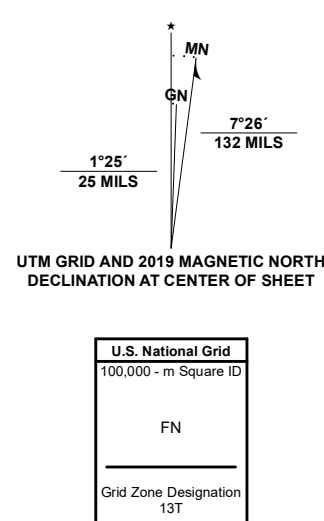 ★
MN
GN
7°26´
132 MILS
1°25´
25 MILS
UTM GRID AND 2019 MAGNETIC NORTH
DECLINATION AT CENTER OF SHEET
U.S. National Grid
100,000 - m Square ID
FN
Grid Zone Designation
13T